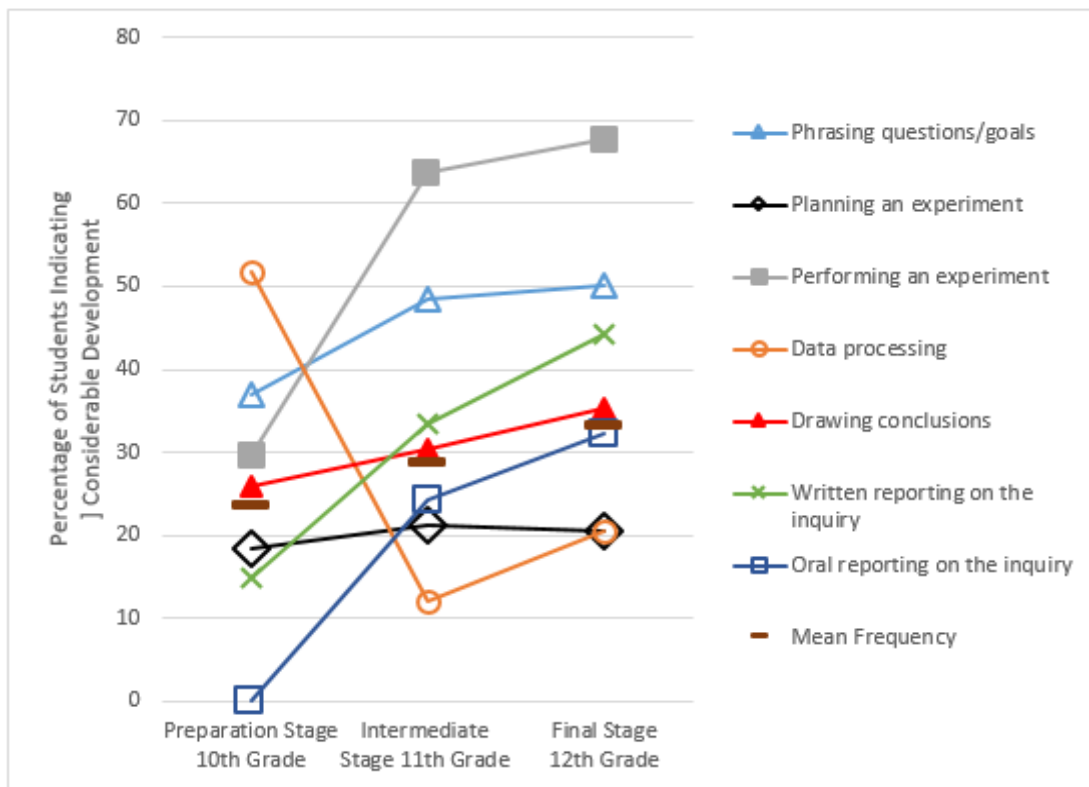 80
70
60
50
40
30
20
10
0
Percentage of Students Indicating
] Considerable Development
Preparation Stage
10th Grade
Intermediate
Stage 11th Grade
Final Stage
12th Grade
Phrasing questions/goals
Planning an experiment
Performing an experiment
Data processing
Drawing conclusions
Written reporting on the
inquiry
Oral reporting on the inquiry
Mean Frequency